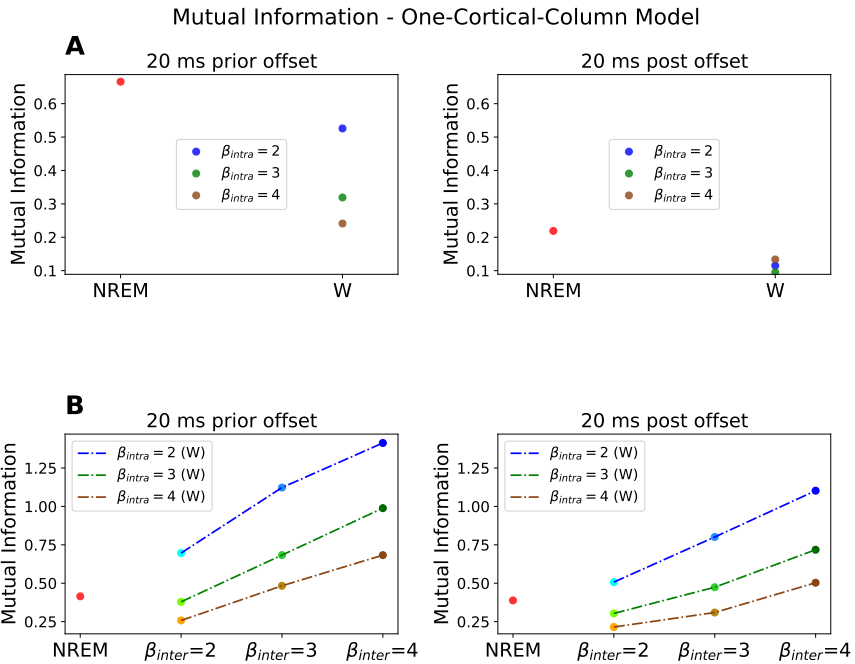 Mutual Information - One-Cortical-Column Model
A
20 ms prior offset
Mutual Information
0.6
0.5
0.4
0.3
0.2
0.1
β_intra = 2
β_intra = 3
β_intra = 4
NREM W
20 ms post offset
Mutual Information
0.6
0.5
0.4
0.3
0.2
0.1
β_intra = 2
β_intra = 3
β_intra = 4
NREM W
B
20 ms prior offset
Mutual Information
1.25
1.00
0.75
0.50
0.25
β_intra = 2 (W)
β_intra = 3 (W)
β_intra = 4 (W)
NREM β_inter=2 β_inter=3 β_inter=4
20 ms post offset
Mutual Information
1.25
1.00
0.75
0.50
0.25
β_intra = 2 (W)
β_intra = 3 (W)
β_intra = 4 (W)
NREM β_inter=2 β_inter=3 β_inter=4